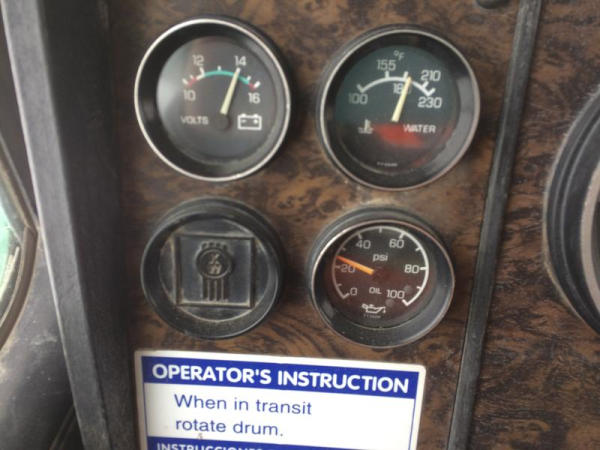 12 14
10 16
VOLTS
°F
155 18 210
100 230
WATER
40 60
psi
20 80
0 OIL 100
OPERATOR'S INSTRUCTION
When in transit
rotate drum.